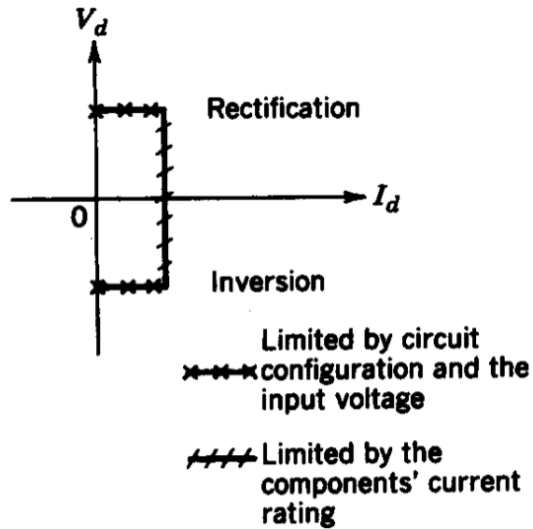 V_d
Rectification
0
I_d
Inversion
Limited by circuit
configuration and the
input voltage
Limited by the
components' current
rating